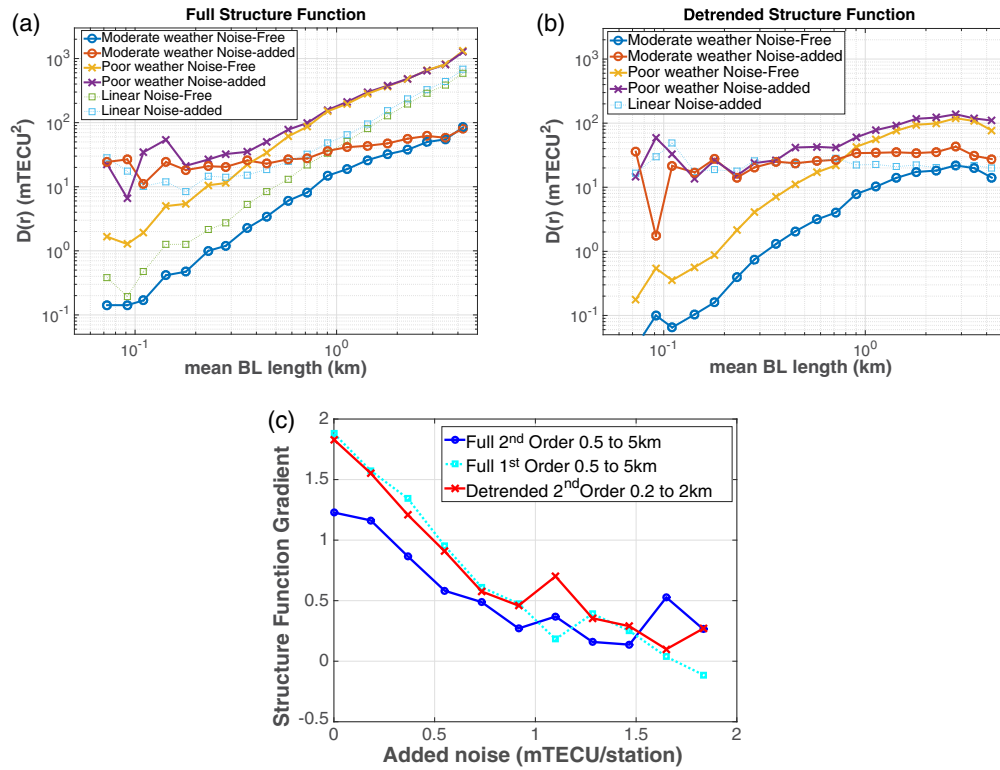 (a)
Full Structure Function
Moderate weather Noise-Free
Moderate weather Noise-added
Poor weather Noise-Free
Poor weather Noise-added
Linear Noise-Free
Linear Noise-added
D(r) (mTECU²)
10³
10²
10¹
10⁰
10⁻¹
10⁻¹
10⁰
mean BL length (km)
(b)
Detrended Structure Function
Moderate weather Noise-Free
Moderate weather Noise-added
Poor weather Noise-Free
Poor weather Noise-added
Linear Noise-added
D(r) (mTECU²)
10³
10²
10¹
10⁰
10⁻¹
10⁻¹
10⁰
mean BL length (km)
(c)
Full 2ⁿᵈ Order 0.5 to 5km
Full 1ˢᵗ Order 0.5 to 5km
Detrended 2ⁿᵈOrder 0.2 to 2km
Structure Function Gradient
2
1.5
1
0.5
0
-0.5
0
0.5
1
1.5
2
Added noise (mTECU/station)